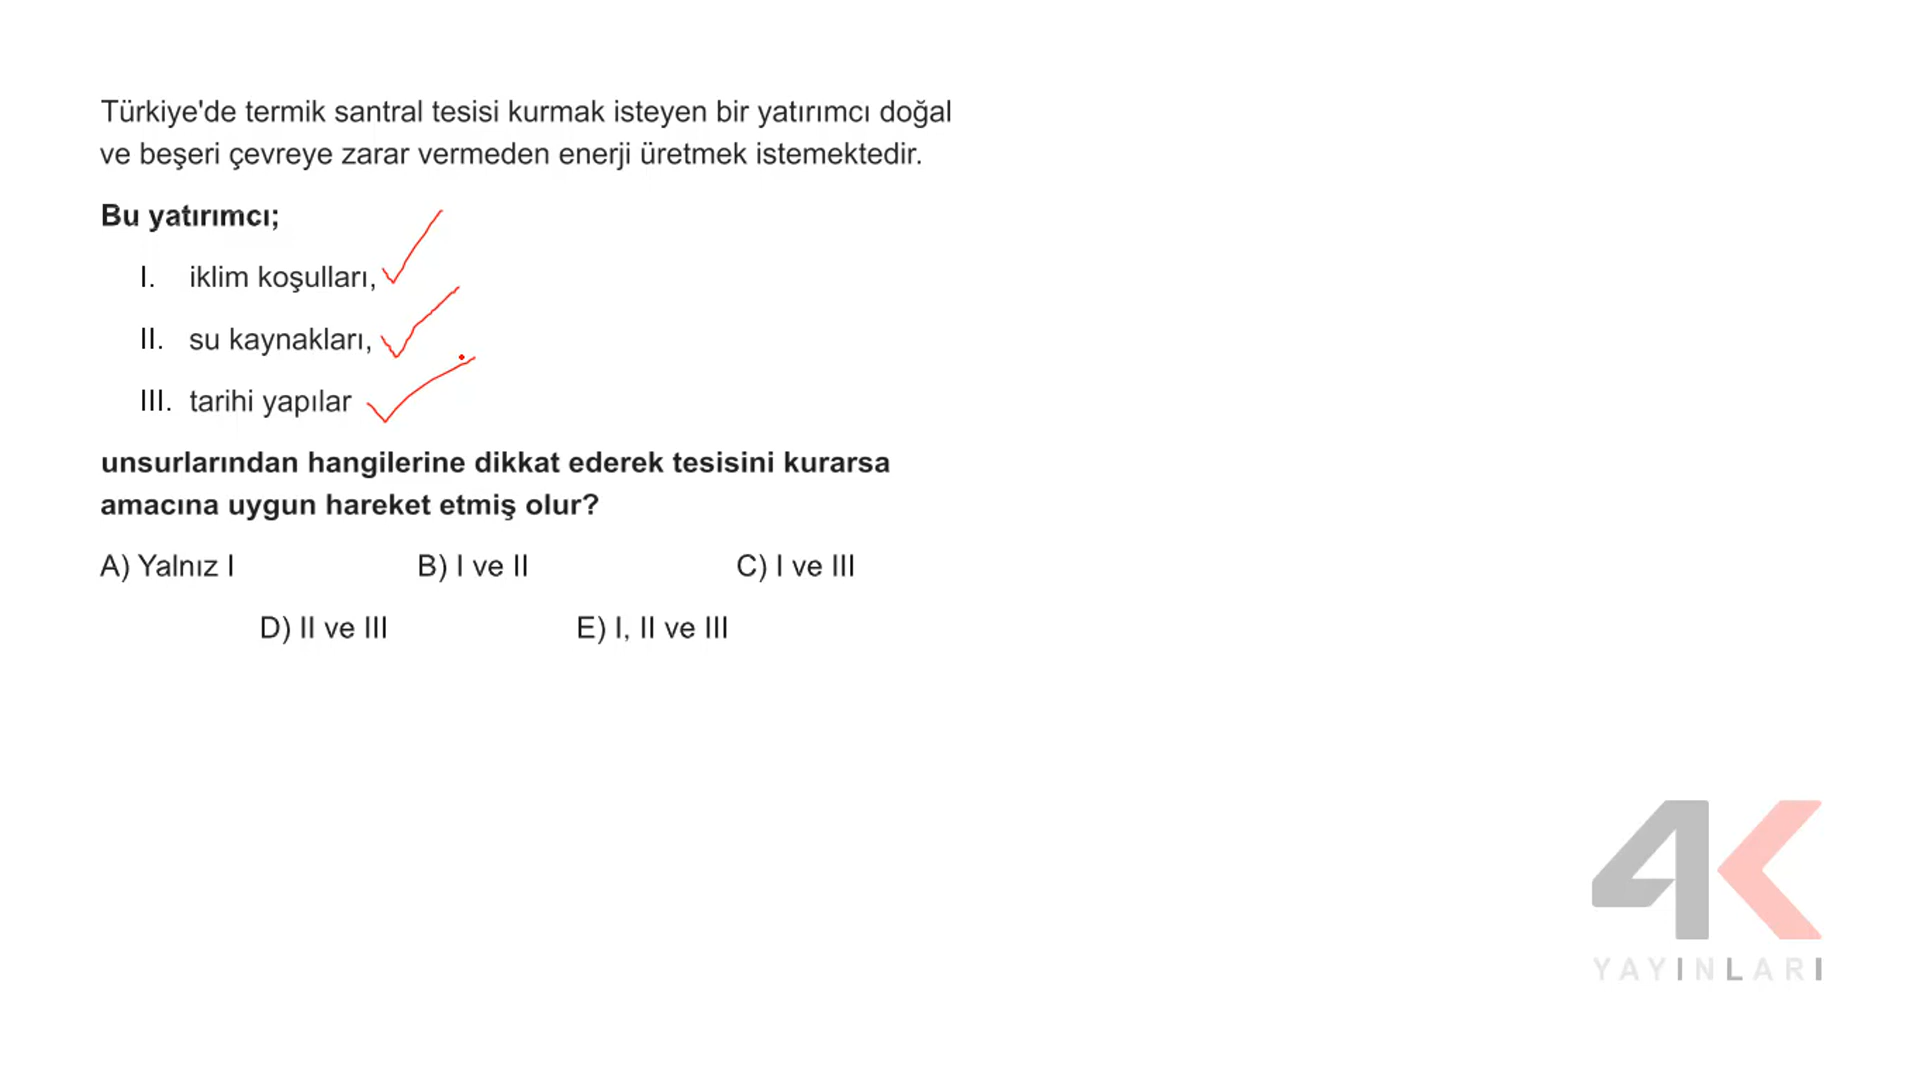 Türkiye'de termik santral tesisi kurmak isteyen bir yatırımcı doğal
ve beşeri çevreye zarar vermeden enerji üretmek istemektedir.
Bu yatırımcı;
I. iklim koşulları,
II. su kaynakları,
III. tarihi yapılar
unsurlarından hangilerine dikkat ederek tesisini kurarsa
amacına uygun hareket etmiş olur?
A) Yalnız I B) I ve II C) I ve III
D) II ve III E) I, II ve III
4K
YAYINLARI